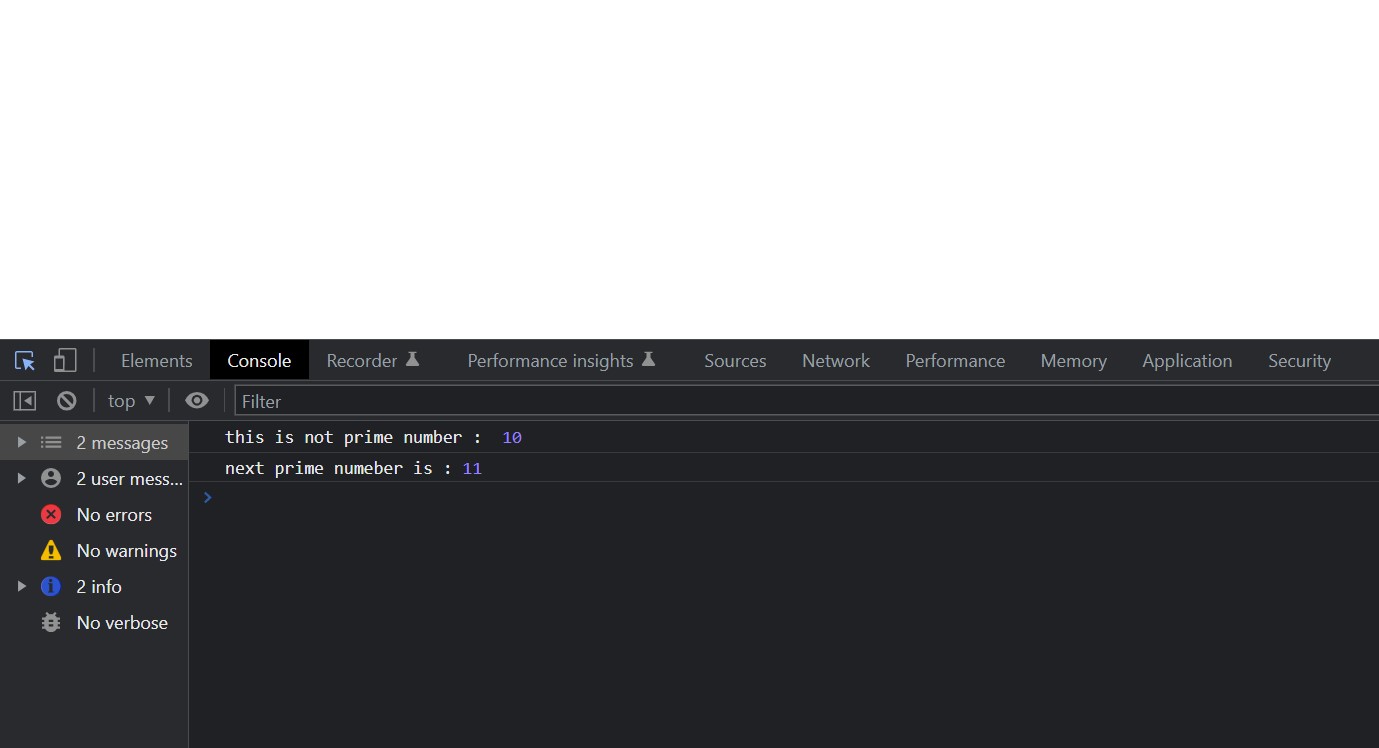 Elements Console Recorder Performance insights Sources Network Performance Memory Application Security
top Filter
2 messages
2 user mess...
No errors
No warnings
2 info
No verbose
this is not prime number :  10
next prime numeber is : 11